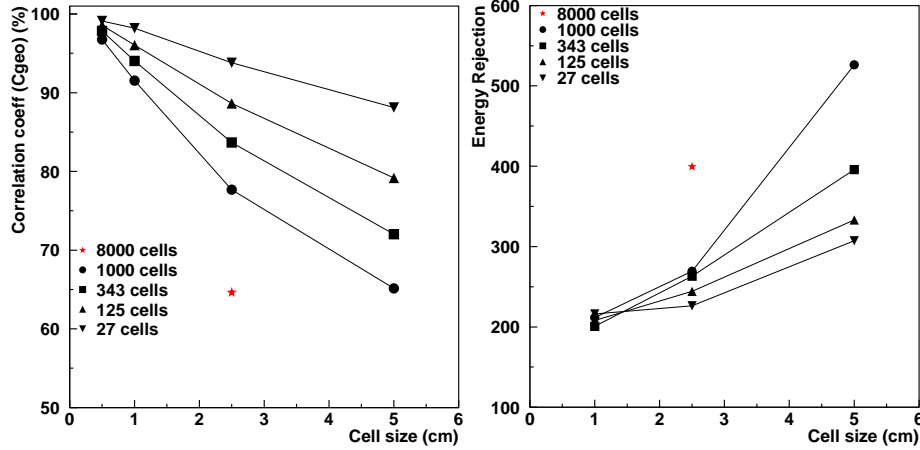 Correlation coeff (Cgeo) (%)
100
90
80
70
60
50
8000 cells
1000 cells
343 cells
125 cells
27 cells
0 1 2 3 4 5 6
Cell size (cm)
Energy Rejection
600
500
400
300
200
100
8000 cells
1000 cells
343 cells
125 cells
27 cells
0 1 2 3 4 5 6
Cell size (cm)